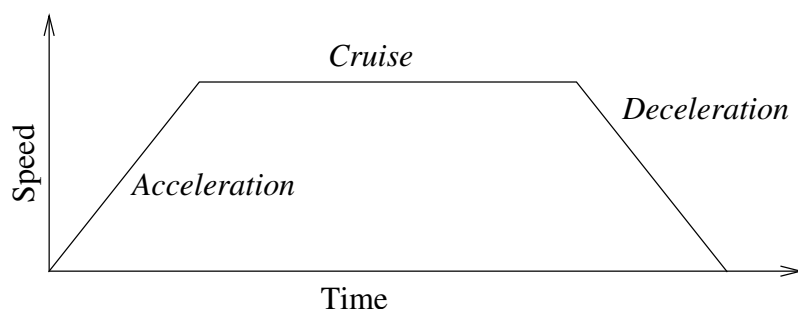 Cruise
Deceleration
Speed
Acceleration
Time